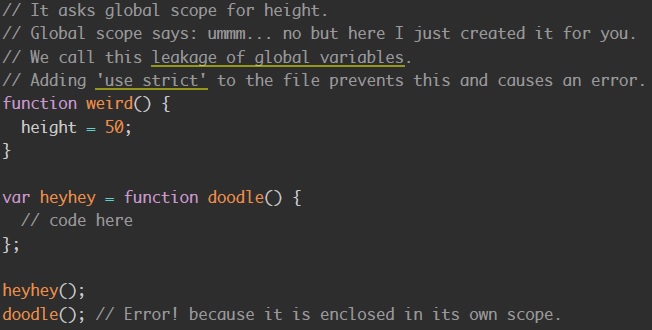 // It asks global scope for height.
// Global scope says: ummm... no but here I just created it for you.
// We call this leakage of global variables.
// Adding 'use strict' to the file prevents this and causes an error.
function weird() {
  height = 50;
}

var heyhey = function doodle() {
  // code here
};

heyhey();
doodle(); // Error! because it is enclosed in its own scope.